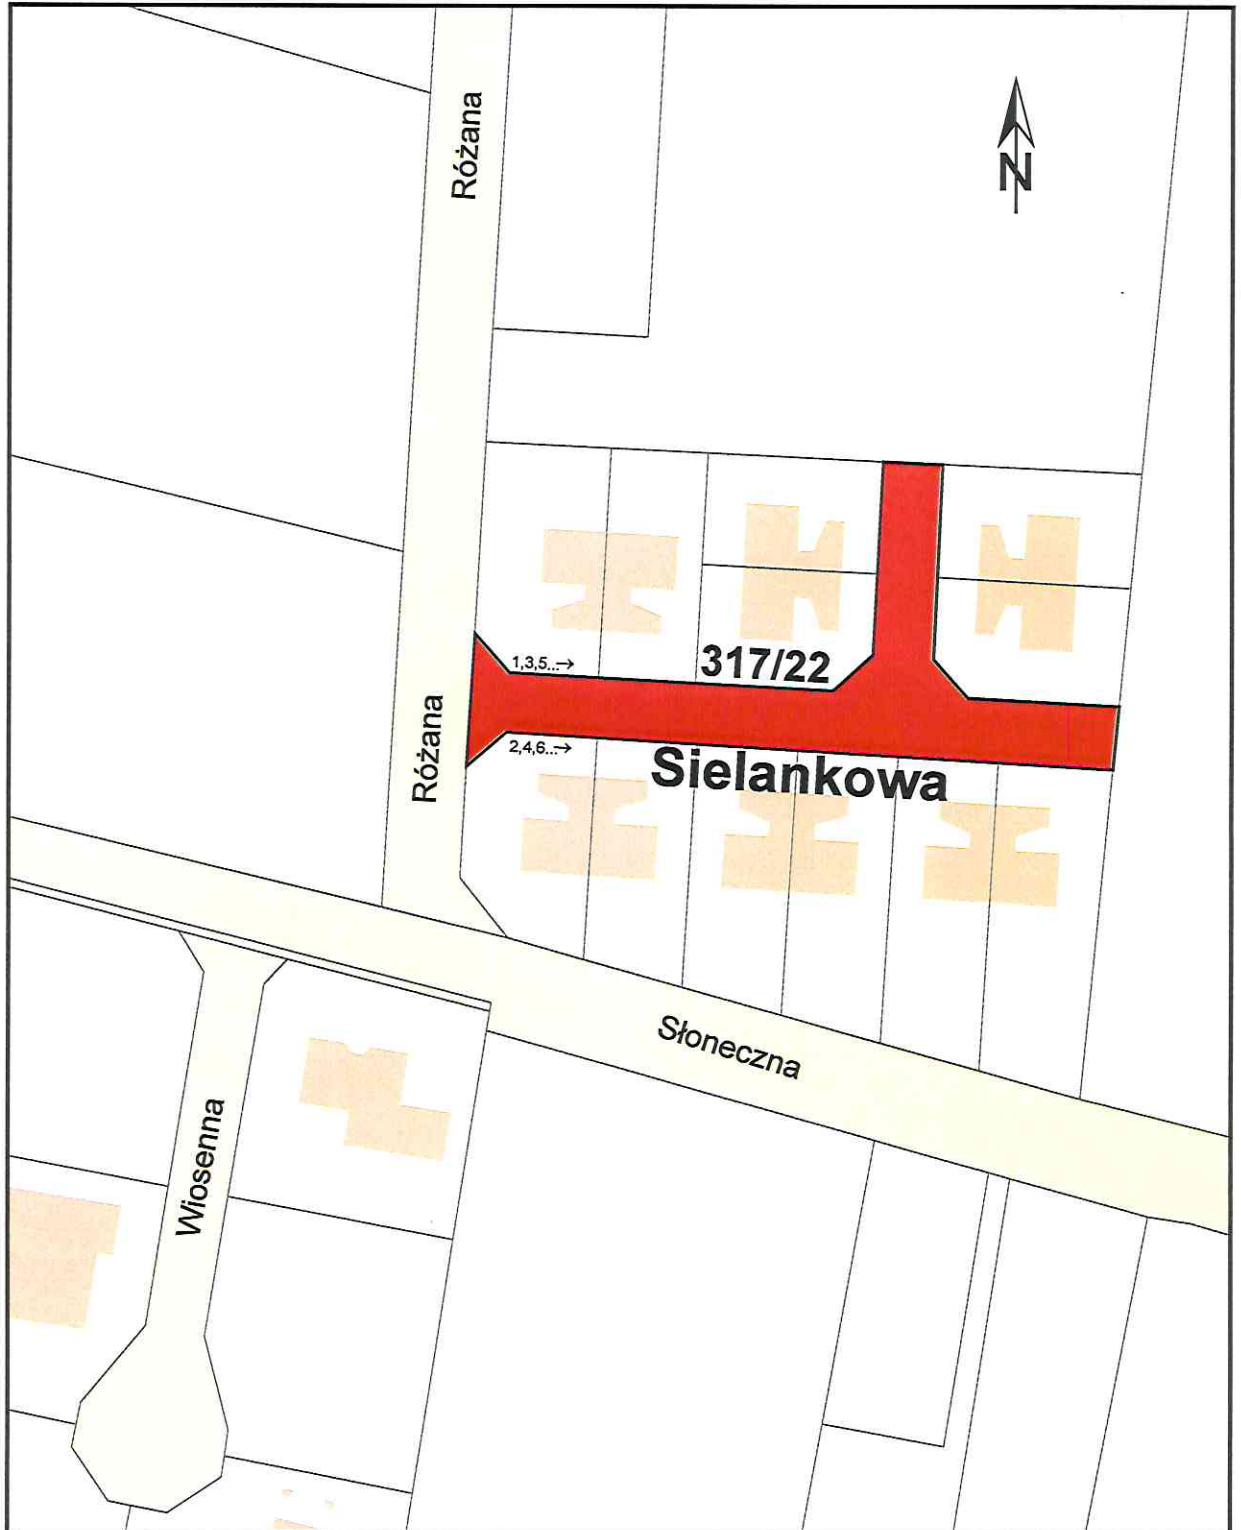 Różana
N
317/22
1,3,5...→
Różana
2,4,6...→
Sielankowa
Słoneczna
Wiosenna